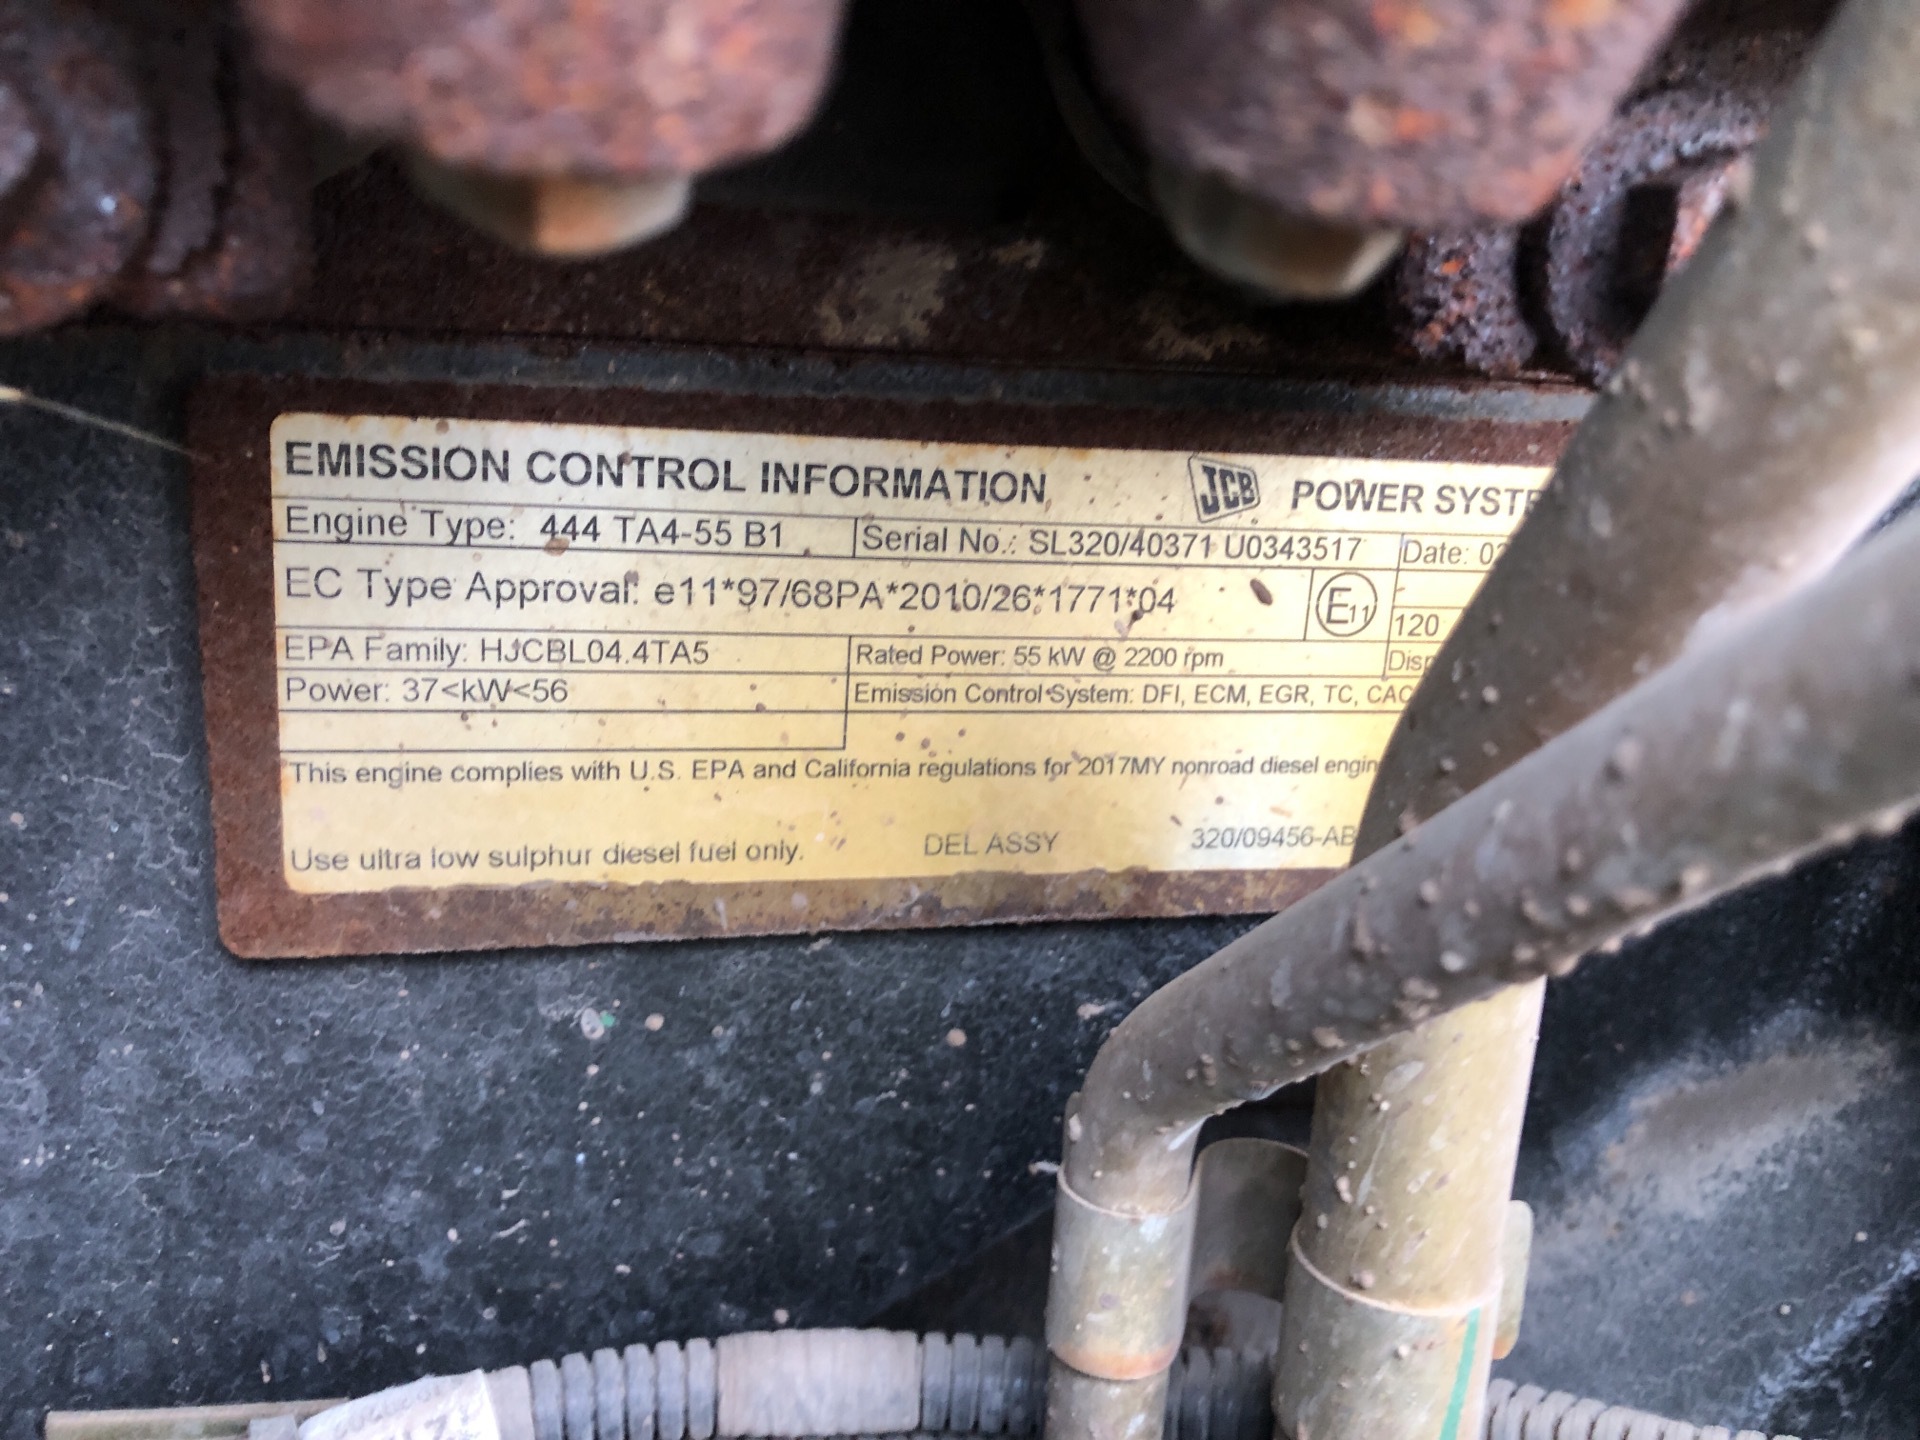 EMISSION CONTROL INFORMATION JCB POWER
Engine Type: 444 TA4-55 B1 Serial No.: SL320/40371 U0343517 Date:
EC Type Approval: e11*97/68PA*2010/26*1771*04 E11
120
EPA Family: HJCBL04.4TA5 Rated Power: 55 kW @ 2200 rpm
Power: 37<kW<56 Emission Control System: DFI, ECM, EGR, TC, CAC
This engine complies with U.S. EPA and California regulations for 2017MY nonroad diesel
Use ultra low sulphur diesel fuel only. DEL ASSY 320/09456-AB